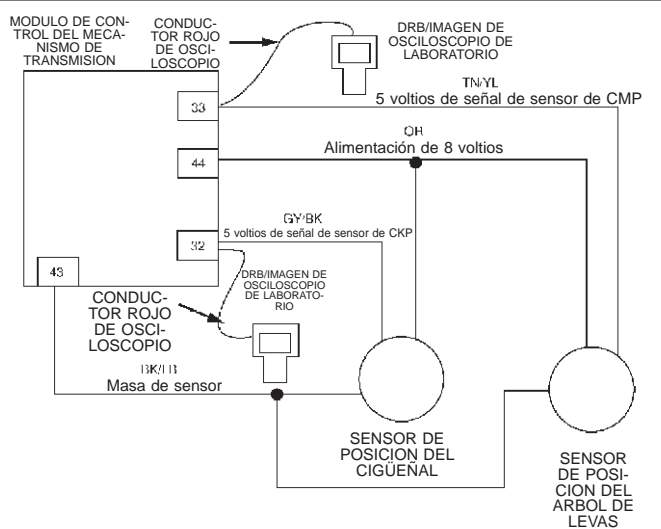 MODULO DE CON-
TROL DEL MECA-
NISMO DE
TRANSMISION
CONDUCTOR
TOR ROJO
DE OSCI-
LOSCOPIO
DRB/IMAGEN DE
OSCILOSCOPIO DE
LABORATORIO
TN/YL
33
5 voltios de señal de sensor de CMP
44
Alimentación de 8 voltios
GY/BK
32
5 voltios de señal de sensor de CKP
43
DRB/IMAGEN DE
OSCILOSCOPIO
DE LABORATO-
RIO
CONDUC-
TOR ROJO
DE OSCI-
LOSCOPIO
Masa de sensor
SENSOR DE
POSICION DEL
CIGÜEÑAL
SENSOR
DE POSI-
CION DEL
ARBOL DE
LEVAS